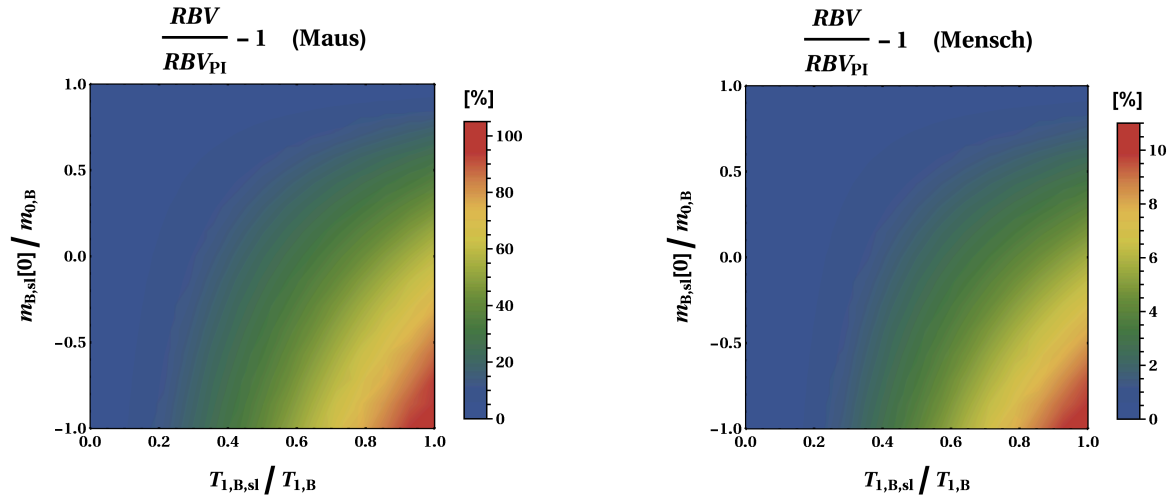 RBV
RBV_PI − 1 (Maus)
[%]
100
80
60
40
20
0
1.0
0.5
0.0
−0.5
−1.0
m_B,sl[0] / m_0,B
0.0 0.2 0.4 0.6 0.8 1.0
T_1,B,sl / T_1,B
RBV
RBV_PI − 1 (Mensch)
[%]
10
8
6
4
2
0
1.0
0.5
0.0
−0.5
−1.0
m_B,sl[0] / m_0,B
0.0 0.2 0.4 0.6 0.8 1.0
T_1,B,sl / T_1,B